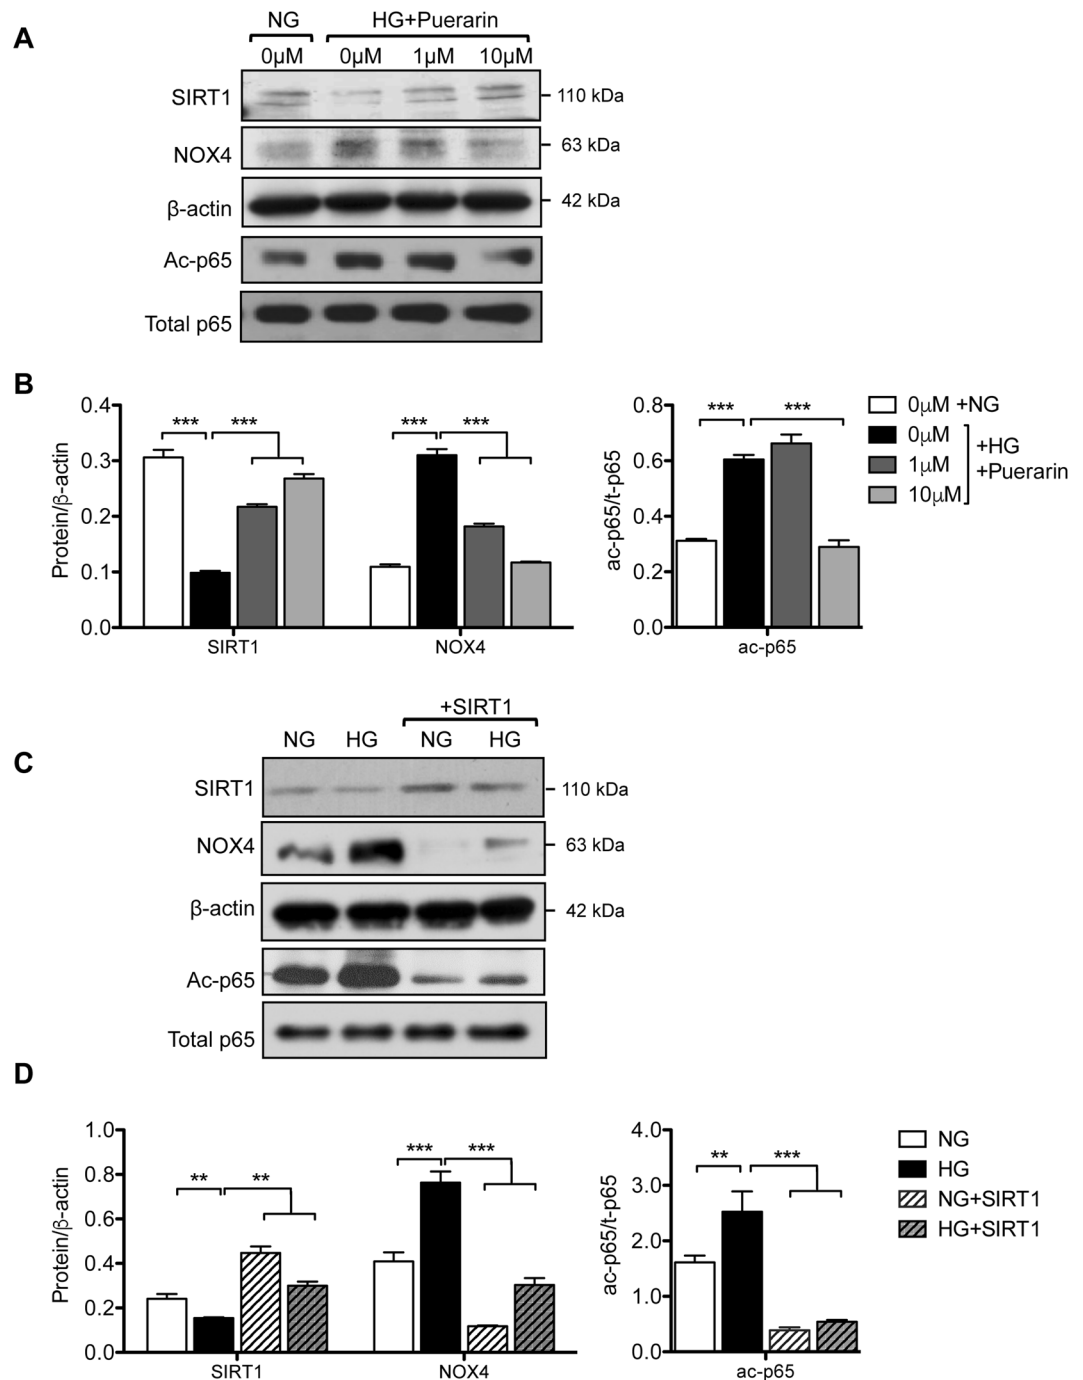 A
NG HG+Puerarin
0μM 0μM 1μM 10μM
SIRT1 110 kDa
NOX4 63 kDa
β-actin 42 kDa
Ac-p65
Total p65
B
0.4
0.3
0.2
0.1
0.0
Protein/β-actin
*** *** *** ***
SIRT1 NOX4
0.8
0.6
0.4
0.2
0.0
ac-p65/t-p65
*** ***
ac-p65
0μM +NG
0μM
1μM
10μM
+HG
+Puerarin
C
+SIRT1
NG HG NG HG
SIRT1 110 kDa
NOX4 63 kDa
β-actin 42 kDa
Ac-p65
Total p65
D
1.0
0.8
0.6
0.4
0.2
0.0
Protein/β-actin
** ** *** ***
SIRT1 NOX4
4.0
3.0
2.0
1.0
0.0
ac-p65/t-p65
** ***
ac-p65
NG
HG
NG+SIRT1
HG+SIRT1